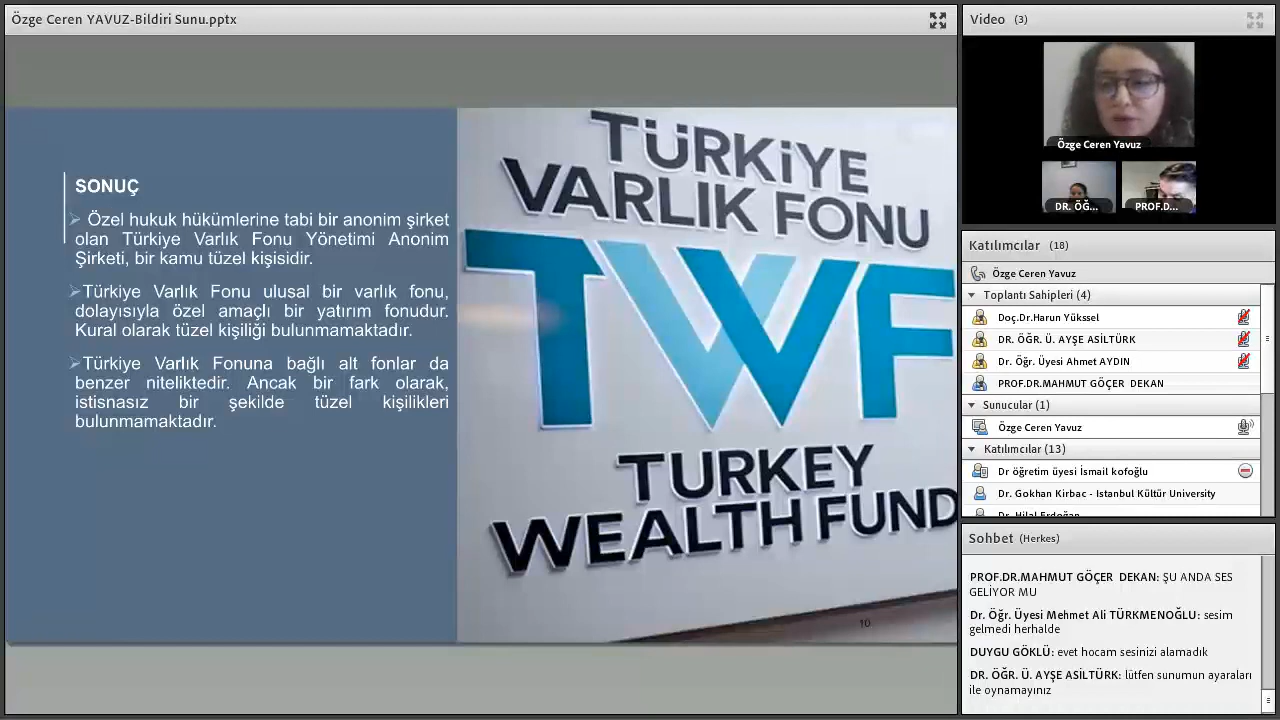 Özge Ceren YAVUZ-Bildiri Sunu.pptx
SONUÇ
Özel hukuk hükümlerine tabi bir anonim şirket
olan Türkiye Varlık Fonu Yönetimi Anonim
Şirketi, bir kamu tüzel kişisidir.
Türkiye Varlık Fonu ulusal bir varlık fonu,
dolayısıyla özel amaçlı bir yatırım fonudur.
Kural olarak tüzel kişiliği bulunmamaktadır.
Türkiye Varlık Fonuna bağlı alt fonlar da
benzer niteliktedir. Ancak bir fark olarak,
istisnasız bir şekilde tüzel kişilikleri
bulunmamaktadır.
TÜRKİYE
VARLIK FONU
TWF
TURKEY
WEALTH FUND
10
Video (3)
Özge Ceren Yavuz
DR. ÖĞ...
PROF.D...
Katılımcılar (18)
Özge Ceren Yavuz
Toplantı Sahipleri (4)
Doç.Dr.Harun Yükssel
DR. ÖĞR. Ü. AYŞE ASİLTÜRK
Dr. Öğr. Üyesi Ahmet AYDIN
PROF.DR.MAHMUT GÖÇER DEKAN
Sunucular (1)
Özge Ceren Yavuz
Katılımcılar (13)
Dr öğretim üyesi İsmail kofoğlu
Dr. Gokhan Kirbac - Istanbul Kültür University
Dr. Hilal Erdoğan
Sohbet (Herkes)
PROF.DR.MAHMUT GÖÇER DEKAN: ŞU ANDA SES
GELİYOR MU
Dr. Öğr. Üyesi Mehmet Ali TÜRKMENOĞLU: sesim
gelmedi herhalde
DUYGU GÖKLÜ: evet hocam sesinizi alamadık
DR. ÖĞR. Ü. AYŞE ASİLTÜRK: lütfen sunumun ayaraları
ile oynamayınız